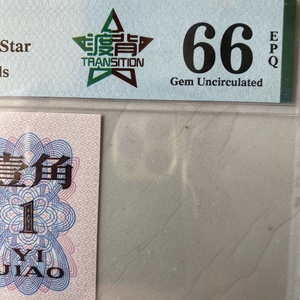 Star
ds
渡背
TRANSITION
66
EPQ
Gem Uncirculated
壹角
1
YI
JIAO